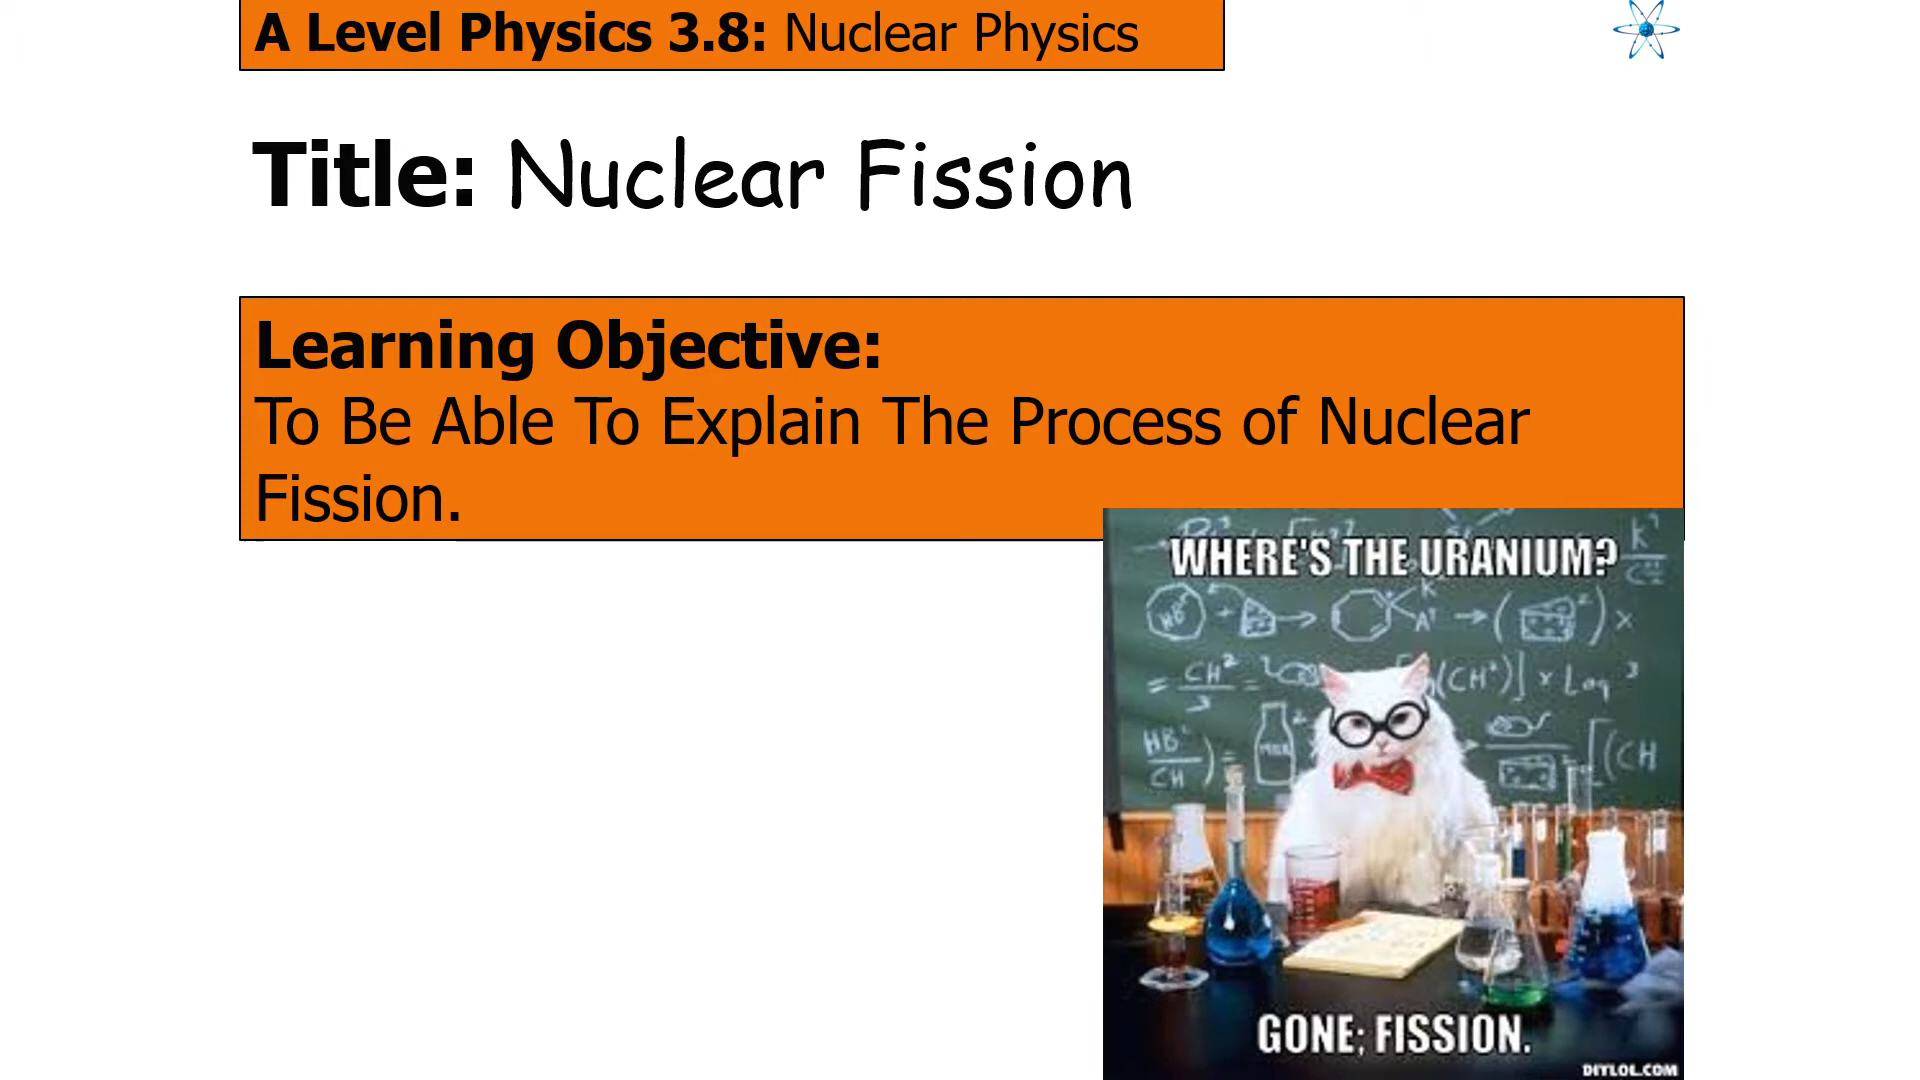 A Level Physics 3.8: Nuclear Physics
Title: Nuclear Fission
Learning Objective:
To Be Able To Explain The Process of Nuclear
Fission.
WHERE'S THE URANIUM?
GONE; FISSION.
DIYLOL.COM